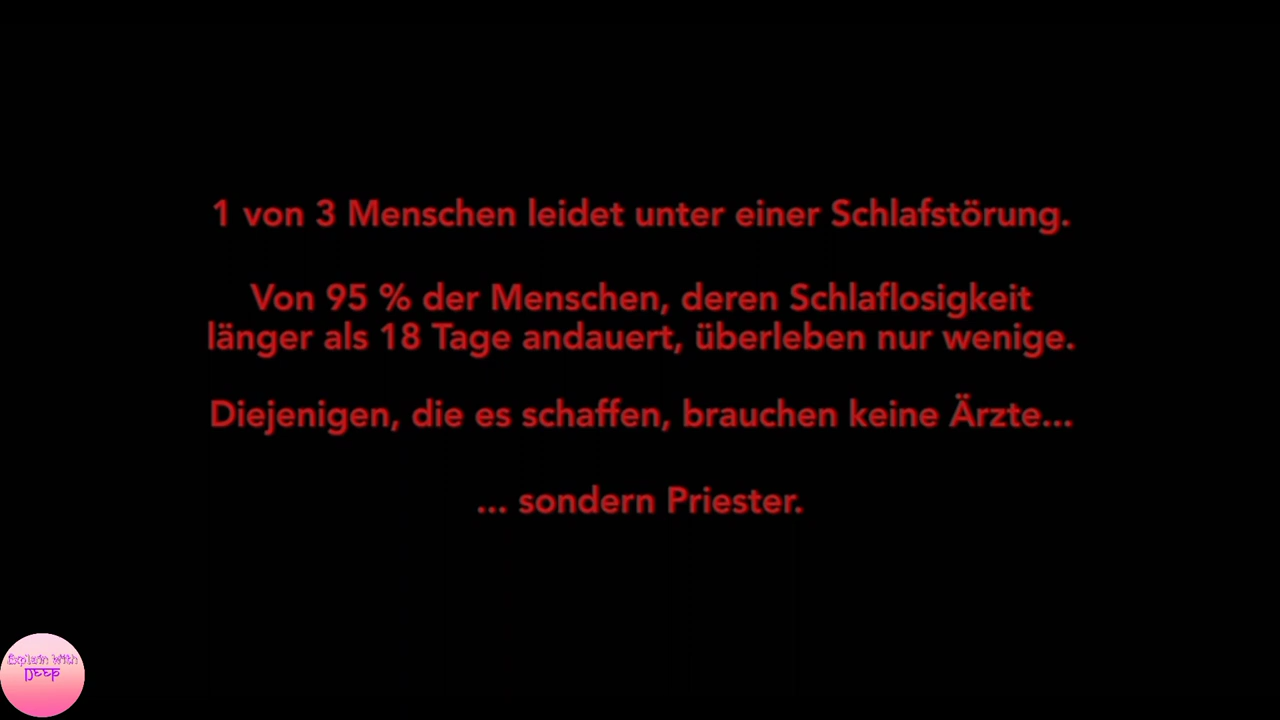 1 von 3 Menschen leidet unter einer Schlafstörung.
Von 95 % der Menschen, deren Schlaflosigkeit
länger als 18 Tage andauert, überleben nur wenige.
Diejenigen, die es schaffen, brauchen keine Ärzte...
... sondern Priester.
Explain With
DEEP